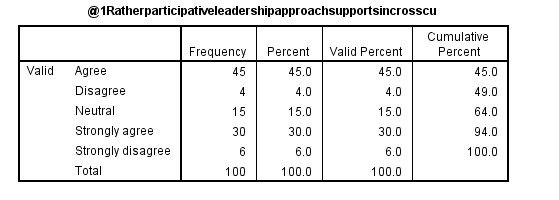 @1Ratherparticipativeleadershipapproachsupportsincrosscu
Frequency Percent Valid Percent Cumulative Percent
Valid Agree 45 45.0 45.0 45.0
Disagree 4 4.0 4.0 49.0
Neutral 15 15.0 15.0 64.0
Strongly agree 30 30.0 30.0 94.0
Strongly disagree 6 6.0 6.0 100.0
Total 100 100.0 100.0